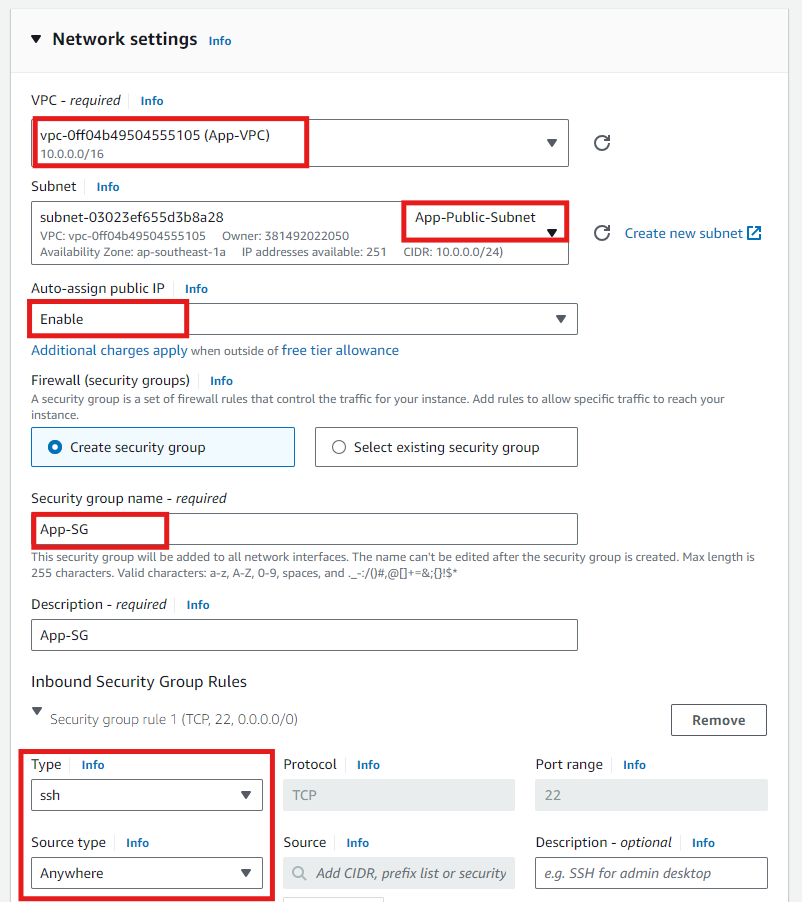 Network settings Info
VPC - required Info
vpc-0ff04b49504555105 (App-VPC)
10.0.0.0/16
Subnet Info
subnet-03023ef655d3b8a28 App-Public-Subnet
VPC: vpc-0ff04b49504555105 Owner: 381492022050
Availability Zone: ap-southeast-1a IP addresses available: 251 CIDR: 10.0.0.0/24)
Create new subnet
Auto-assign public IP Info
Enable
Additional charges apply when outside of free tier allowance
Firewall (security groups) Info
A security group is a set of firewall rules that control the traffic for your instance. Add rules to allow specific traffic to reach your
instance.
Create security group Select existing security group
Security group name - required
App-SG
This security group will be added to all network interfaces. The name can't be edited after the security group is created. Max length is
255 characters. Valid characters: a-z, A-Z, 0-9, spaces, and ._-:/()#,@[]+=&;{}!$*
Description - required Info
App-SG
Inbound Security Group Rules
Security group rule 1 (TCP, 22, 0.0.0.0/0) Remove
Type Info Protocol Info Port range Info
ssh TCP 22
Source type Info Source Info Description - optional Info
Anywhere Add CIDR, prefix list or security e.g. SSH for admin desktop